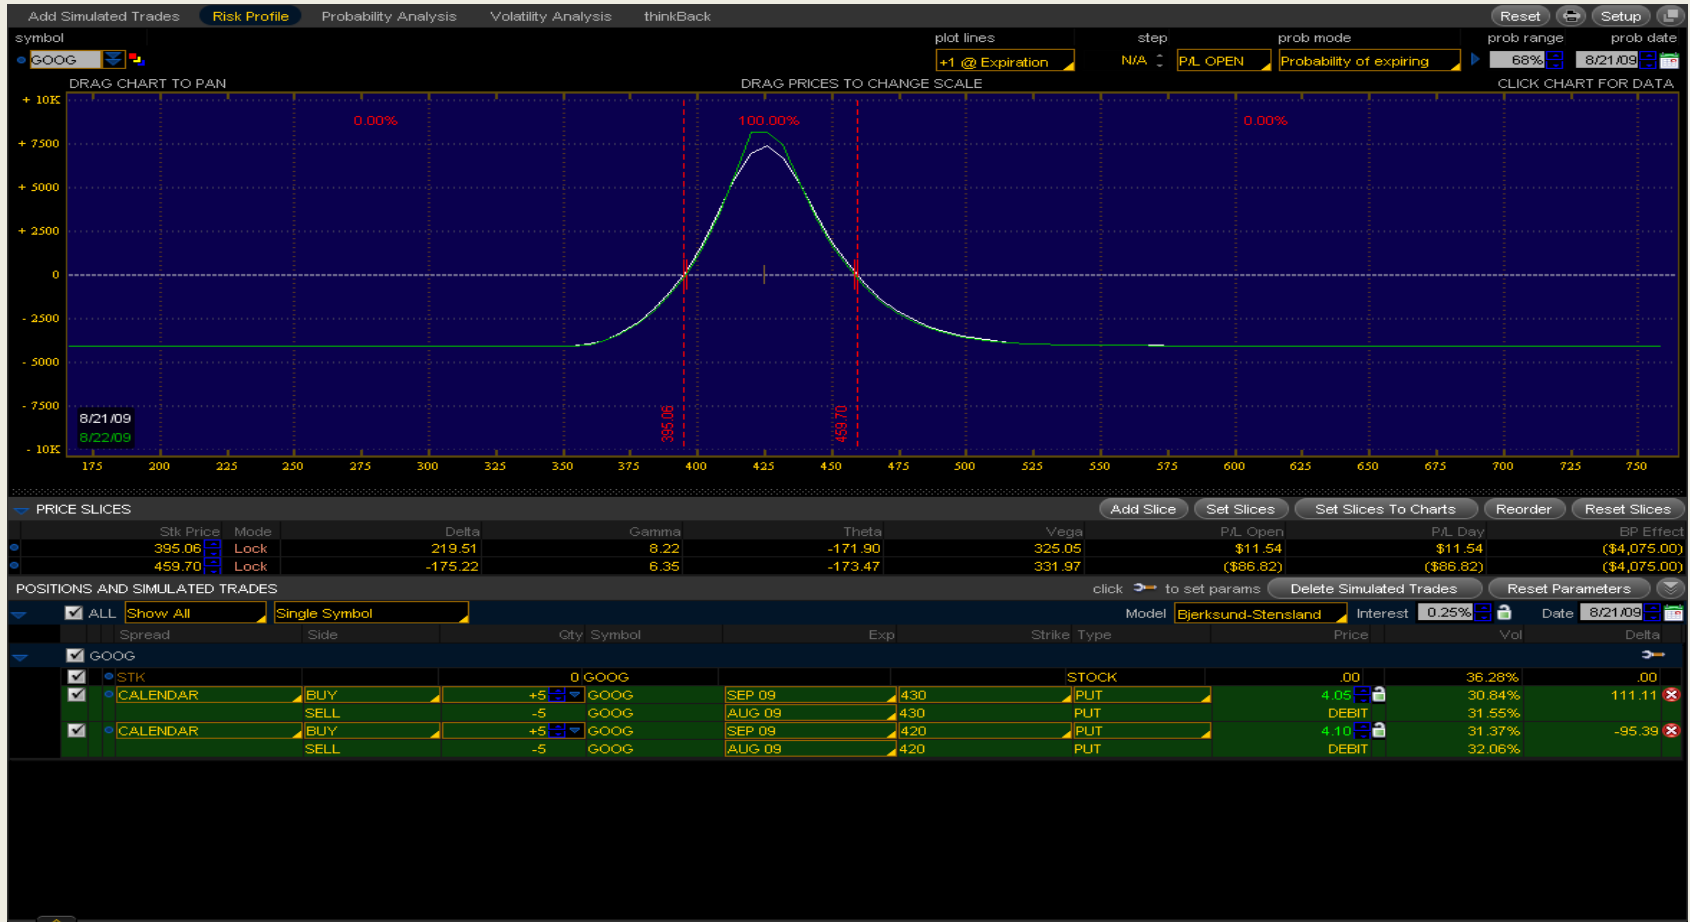 Add Simulated Trades Risk Profile Probability Analysis Volatility Analysis thinkBack Reset Setup
symbol plot lines step prob mode prob range prob date
GOOG +1 @ Expiration N/A P/L OPEN Probability of expiring 68% 8/21/09
DRAG CHART TO PAN DRAG PRICES TO CHANGE SCALE CLICK CHART FOR DATA
+ 10K
0.00% 100.00% 0.00%
+ 7500
+ 5000
+ 2500
0
- 2500
- 5000
- 7500
395.06 459.70
8/21/09
8/22/09
- 10K
175 200 225 250 275 300 325 350 375 400 425 450 475 500 525 550 575 600 625 650 675 700 725 750
PRICE SLICES Add Slice Set Slices Set Slices To Charts Reorder Reset Slices
Stk Price Mode Delta Gamma Theta Vega P/L Open P/L Day BP Effect
395.06 Lock 219.51 8.22 -171.90 325.05 $11.54 $11.54 ($4,075.00)
459.70 Lock -175.22 6.35 -173.47 331.97 ($86.82) ($86.82) ($4,075.00)
POSITIONS AND SIMULATED TRADES click to set params Delete Simulated Trades Reset Parameters
ALL Show All Single Symbol Model Bjerksund-Stensland Interest 0.25% Date 8/21/09
Spread Side Qty Symbol Exp Strike Type Price Vol Delta
GOOG
STK 0 GOOG STOCK .00 36.28% .00
CALENDAR BUY +5 GOOG SEP 09 430 PUT 4.05 30.84% 111.11
SELL -5 GOOG AUG 09 430 PUT DEBIT 31.55%
CALENDAR BUY +5 GOOG SEP 09 420 PUT 4.10 31.37% -95.39
SELL -5 GOOG AUG 09 420 PUT DEBIT 32.06%